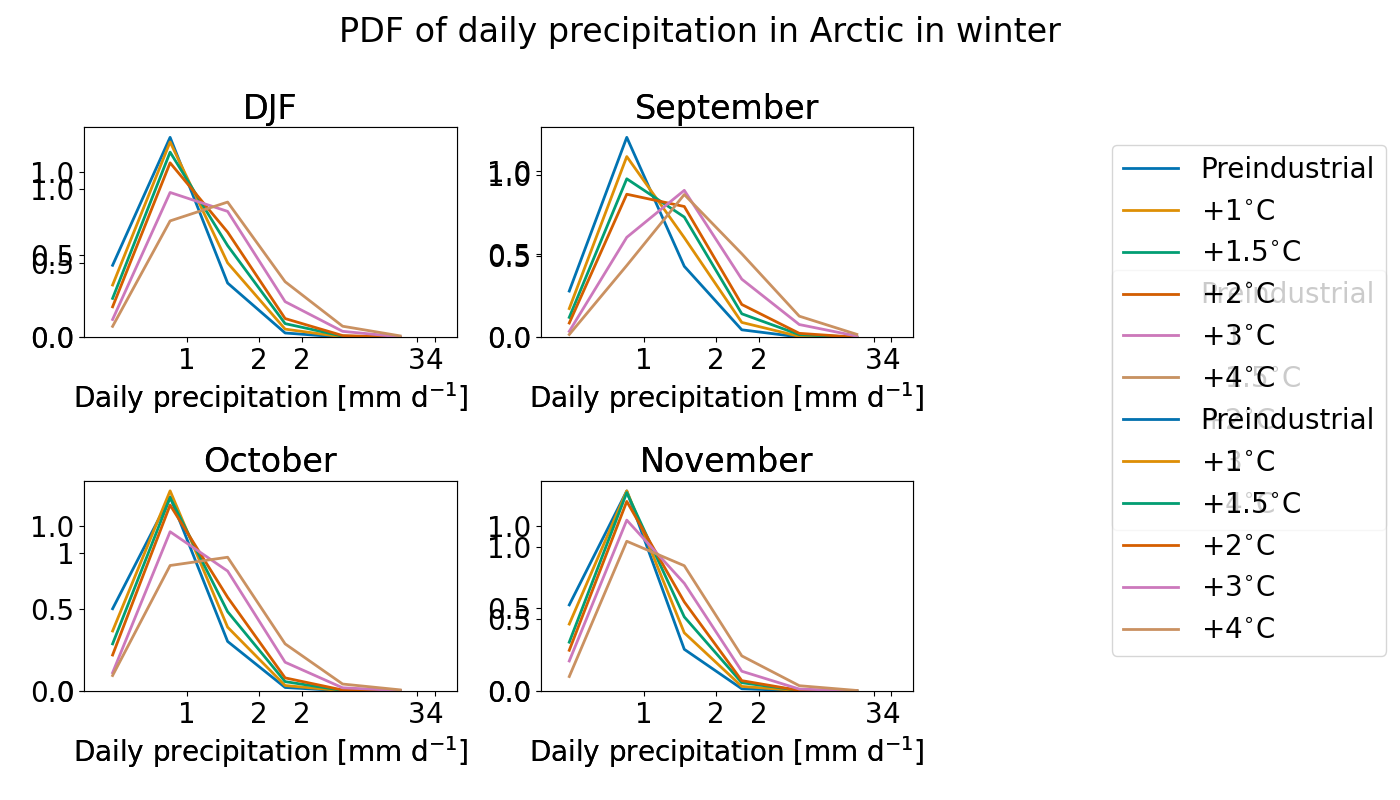 PDF of daily precipitation in Arctic in winter
DJF
1.0
1.0
0.5
0.5
0.0
1 2 2 34
Daily precipitation [mm d⁻¹]
September
1.0
1.0
0.5
0.5
0.0
1 2 2 34
Daily precipitation [mm d⁻¹]
October
1.0
1
0.5
0.0
1 2 2 34
Daily precipitation [mm d⁻¹]
November
1.0
1.0
0.5
0.5
0.0
1 2 2 34
Daily precipitation [mm d⁻¹]
Preindustrial
+1°C
+1.5°C
Preindustrial
+2°C
+3°C
+4°C
Preindustrial
+1°C
+1.5°C
+2°C
+3°C
+4°C